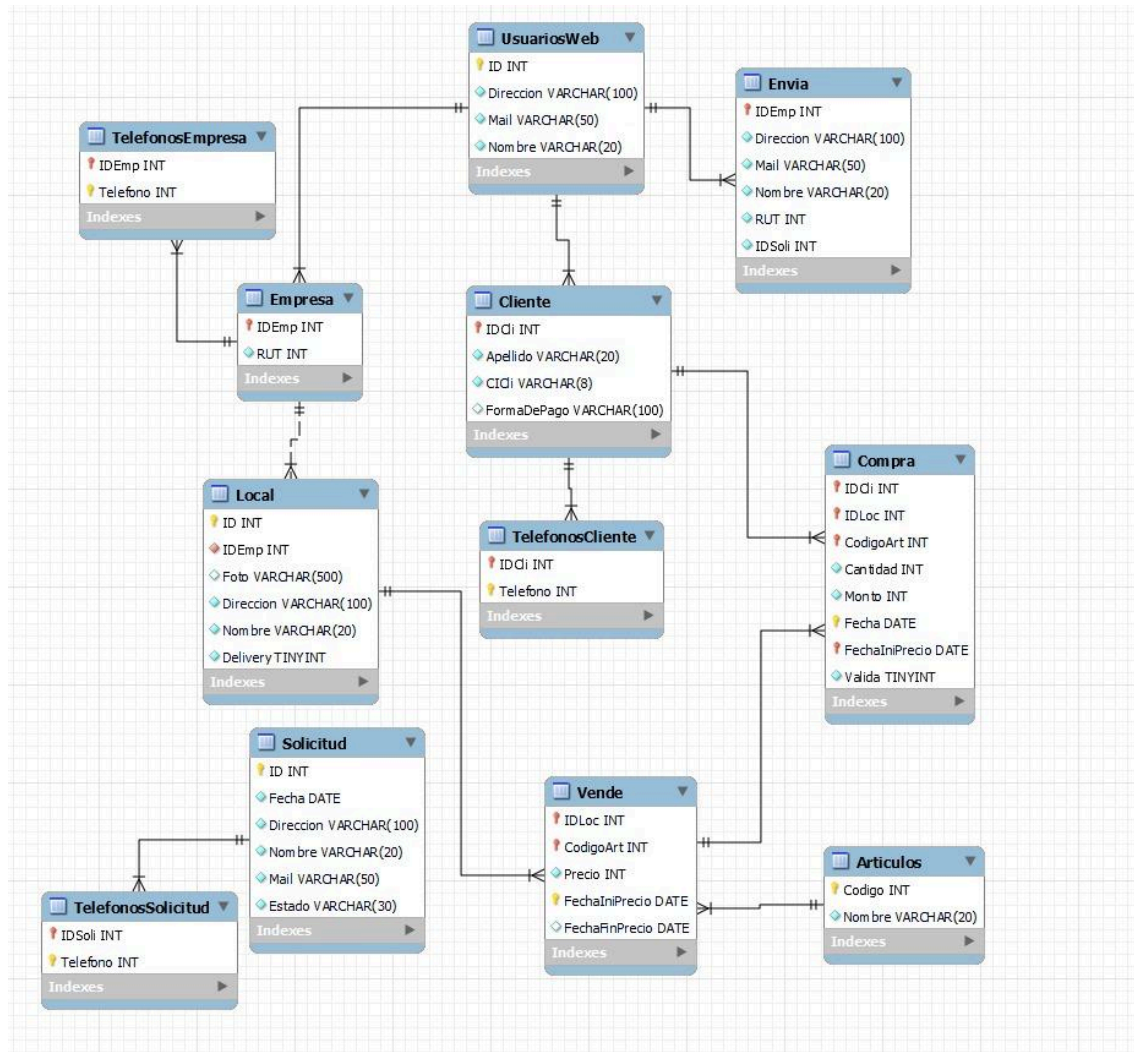 UsuariosWeb
ID INT
Direccion VARCHAR(100)
Mail VARCHAR(50)
Nombre VARCHAR(20)
Indexes
Envia
IDEmp INT
Direccion VARCHAR(100)
Mail VARCHAR(50)
Nombre VARCHAR(20)
RUT INT
IDSoli INT
Indexes
TelefonosEmpresa
IDEmp INT
Telefono INT
Indexes
Empresa
IDEmp INT
RUT INT
Indexes
Cliente
IDCli INT
Apellido VARCHAR(20)
CICli VARCHAR(8)
FormaDePago VARCHAR(100)
Indexes
Compra
IDCli INT
IDLoc INT
CodigoArt INT
Cantidad INT
Monto INT
Fecha DATE
FechaIniPrecio DATE
Valida TINYINT
Indexes
Local
ID INT
IDEmp INT
Foto VARCHAR(500)
Direccion VARCHAR(100)
Nombre VARCHAR(20)
Delivery TINYINT
Indexes
TelefonosCliente
IDCli INT
Telefono INT
Indexes
Solicitud
ID INT
Fecha DATE
Direccion VARCHAR(100)
Nombre VARCHAR(20)
Mail VARCHAR(50)
Estado VARCHAR(30)
Indexes
Vende
IDLoc INT
CodigoArt INT
Precio INT
FechaIniPrecio DATE
FechaFinPrecio DATE
Indexes
Articulos
Codigo INT
Nombre VARCHAR(20)
Indexes
TelefonosSolicitud
IDSoli INT
Telefono INT
Indexes